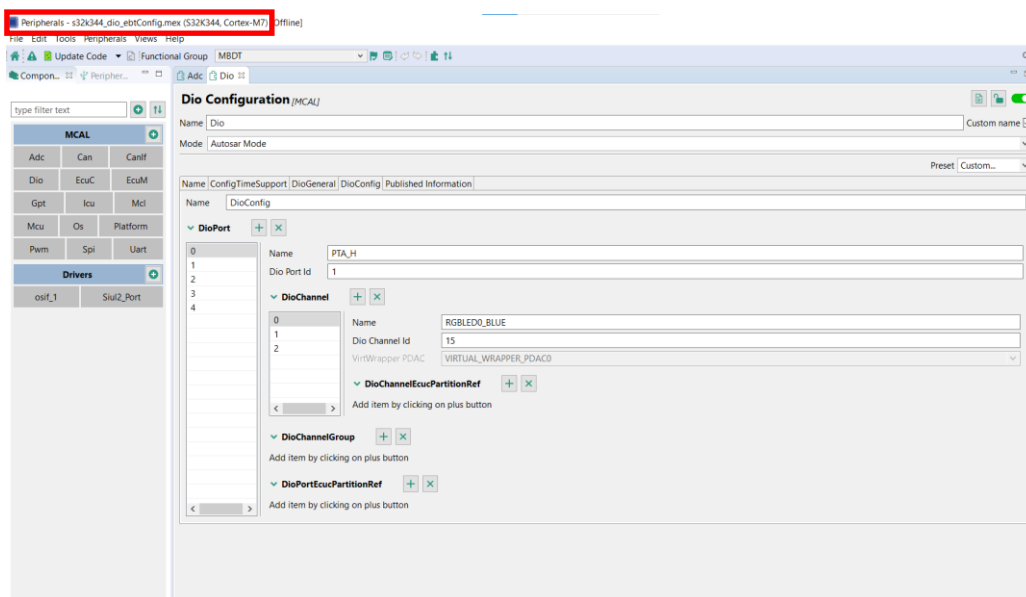 Peripherals - s32k344_dio_ebtConfig.mex (S32K344, Cortex-M7) [Offline]
File Edit Tools Peripherals Views Help
Update Code Functional Group MBDT
Compon... Peripher... Adc Dio
Dio Configuration [MCAL]
type filter text
Name Dio Custom name
MCAL
Mode Autosar Mode
Adc Can CanIf
Preset Custom...
Dio EcuC EcuM
Name ConfigTimeSupport DioGeneral DioConfig Published Information
Gpt Icu Mcl
Name DioConfig
Mcu Os Platform
DioPort
Pwm Spi Uart
0
Name PTA_H
1
Dio Port Id 1
Drivers
2
3
4
osif_1 Siul2_Port
DioChannel
0
Name RGBLED0_BLUE
1
Dio Channel Id 15
2
VirtWrapper PDAC VIRTUAL_WRAPPER_PDAC0
DioChannelEcucPartitionRef
Add item by clicking on plus button
DioChannelGroup
Add item by clicking on plus button
DioPortEcucPartitionRef
Add item by clicking on plus button